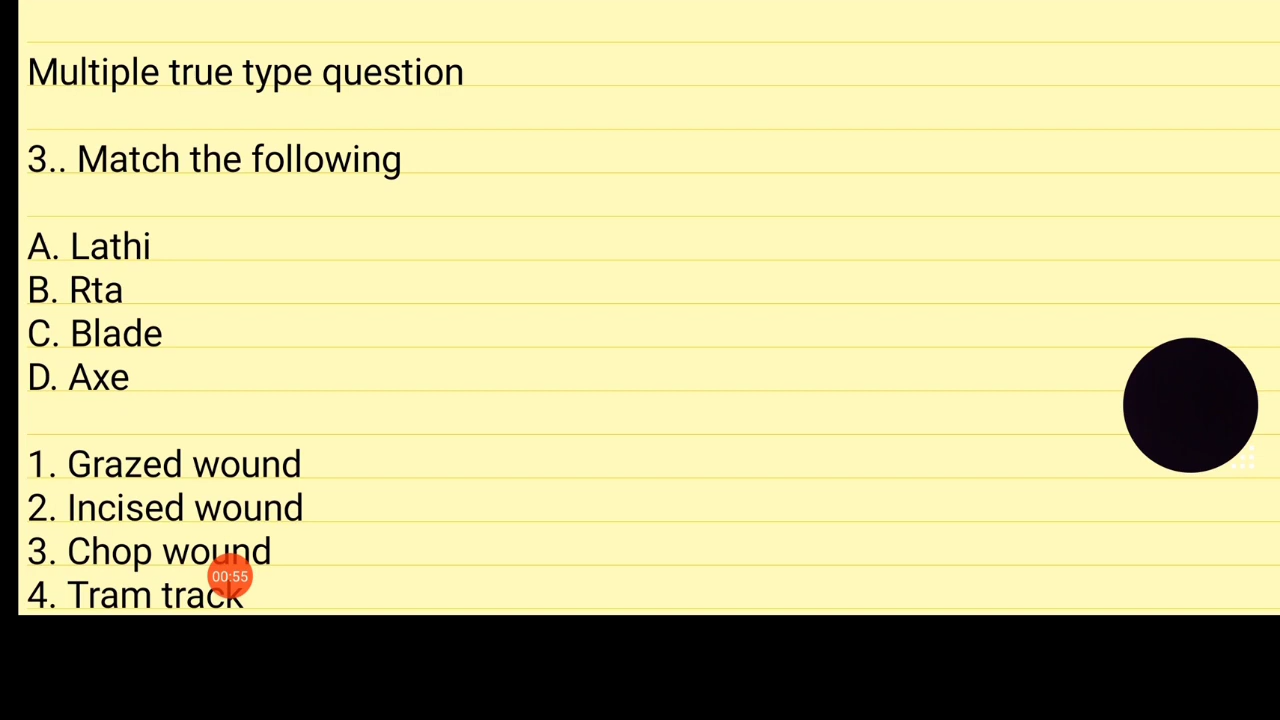 Multiple true type question
3.. Match the following
A. Lathi
B. Rta
C. Blade
D. Axe
1. Grazed wound
2. Incised wound
3. Chop wound
00:55
4. Tram track